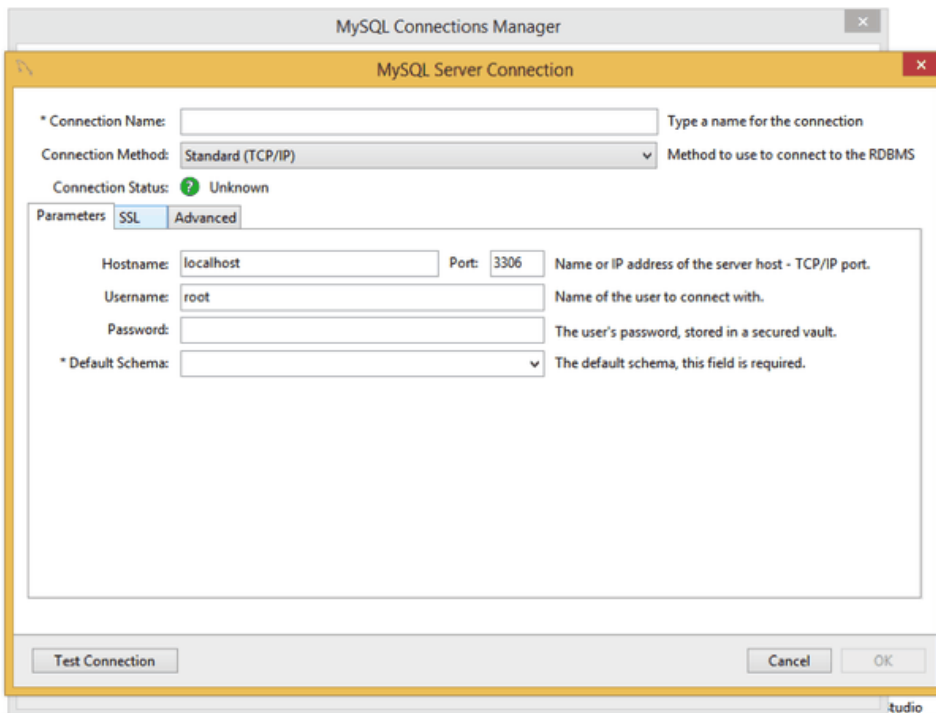 MySQL Connections Manager
MySQL Server Connection
* Connection Name: Type a name for the connection
Connection Method: Standard (TCP/IP) Method to use to connect to the RDBMS
Connection Status: ? Unknown
Parameters SSL Advanced
Hostname: localhost Port: 3306 Name or IP address of the server host - TCP/IP port.
Username: root Name of the user to connect with.
Password: The user's password, stored in a secured vault.
* Default Schema: The default schema, this field is required.
Test Connection Cancel OK
tudio